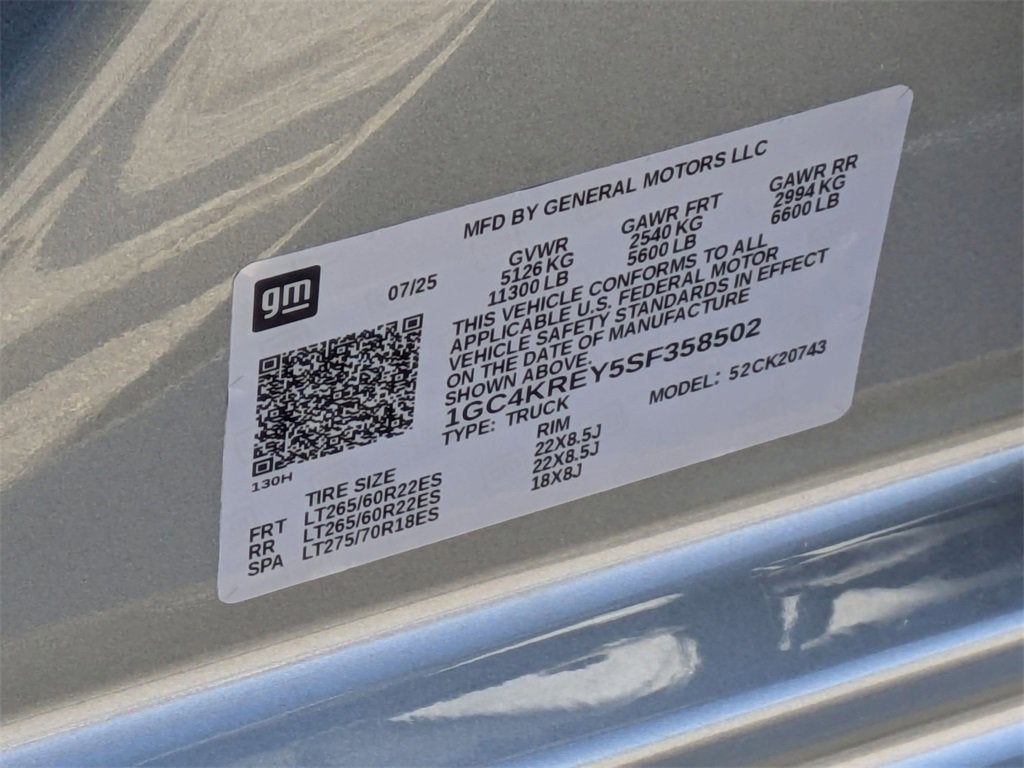 MFD BY GENERAL MOTORS LLC
gm
07/25
GVWR GAWR FRT GAWR RR
5126 KG 2540 KG 2994 KG
11300 LB 5600 LB 6600 LB
THIS VEHICLE CONFORMS TO ALL
APPLICABLE U.S. FEDERAL MOTOR
VEHICLE SAFETY STANDARDS IN EFFECT
ON THE DATE OF MANUFACTURE
SHOWN ABOVE.
1GC4KREY5SF358502
TYPE: TRUCK MODEL: 52CK20743
130H
TIRE SIZE RIM
FRT LT265/60R22ES 22X8.5J
RR LT265/60R22ES 22X8.5J
SPA LT275/70R18ES 18X8J